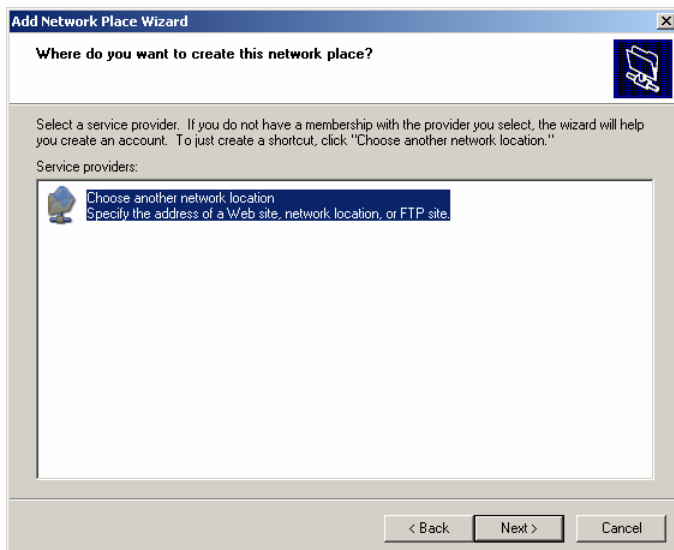 Add Network Place Wizard
Where do you want to create this network place?
Select a service provider. If you do not have a membership with the provider you select, the wizard will help
you create an account. To just create a shortcut, click "Choose another network location."
Service providers:
Choose another network location
Specify the address of a Web site, network location, or FTP site.
< Back Next > Cancel